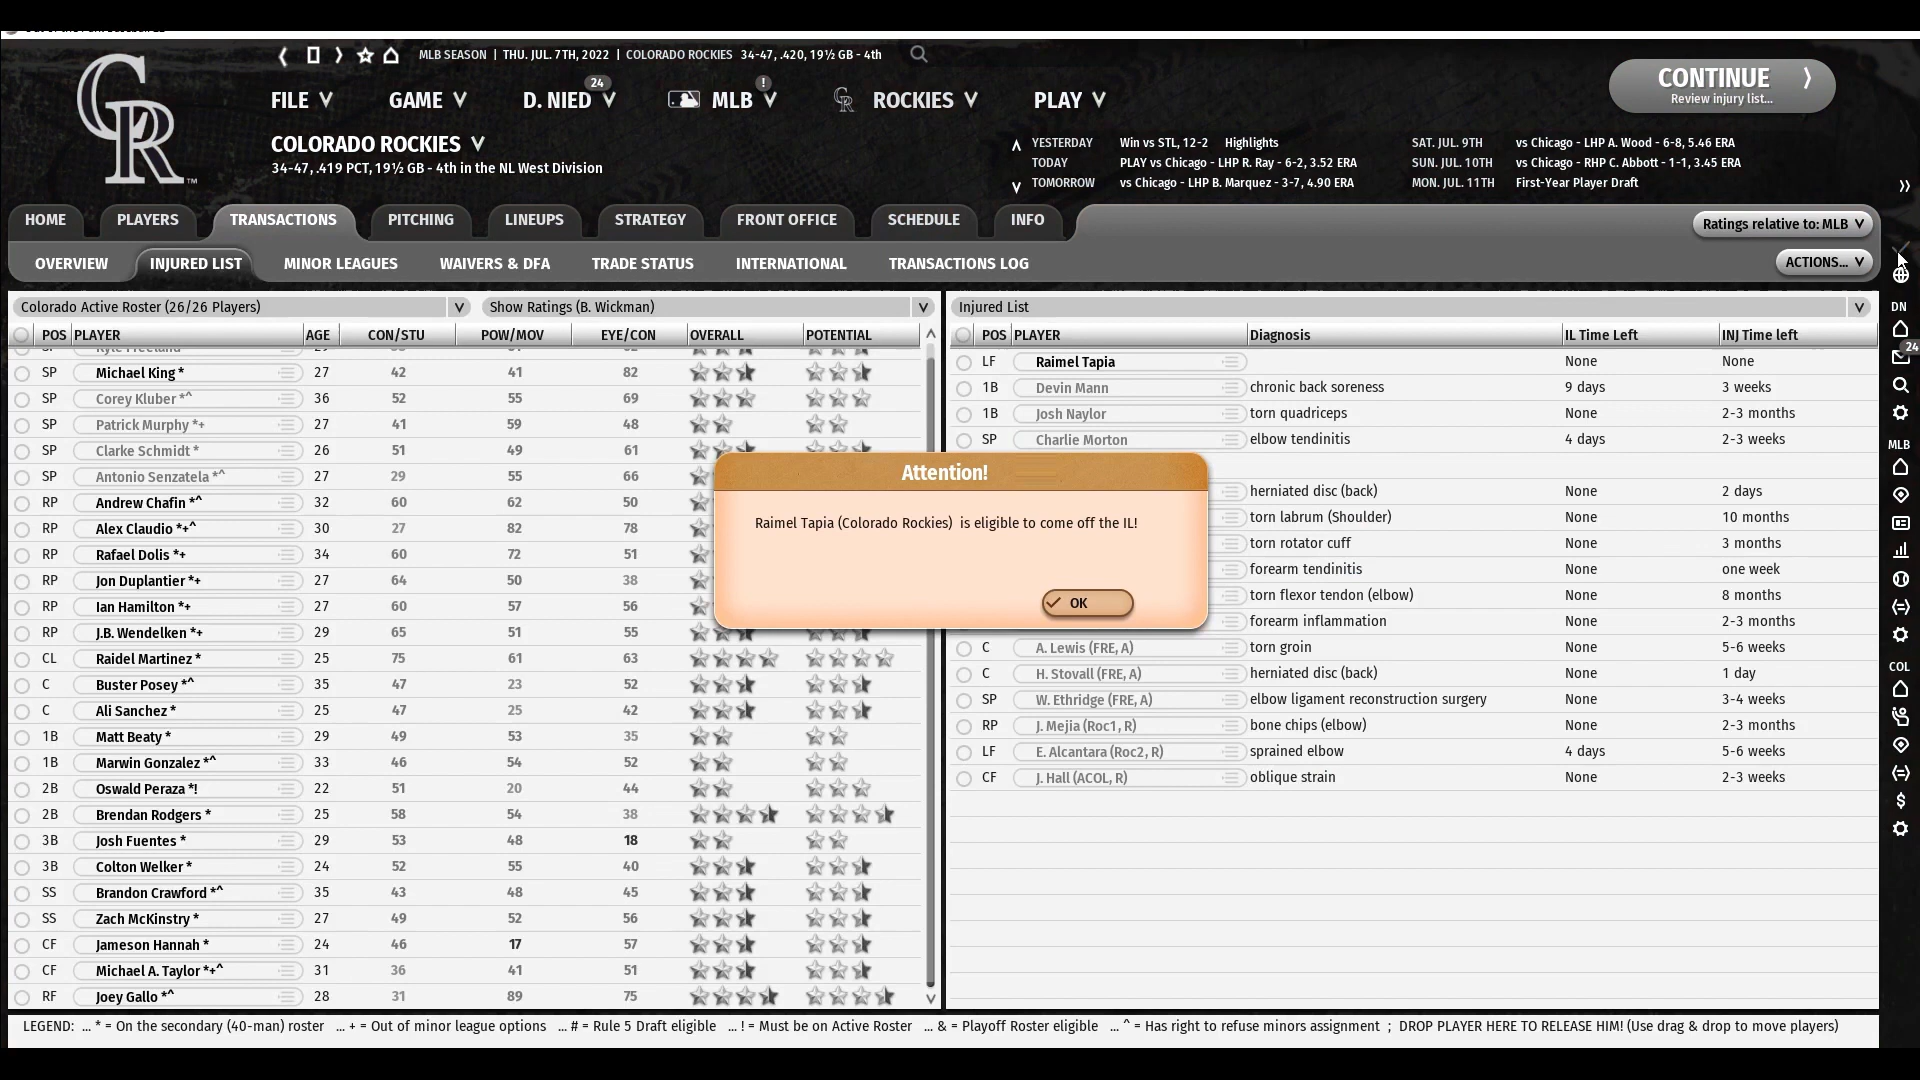 MLB SEASON | THU. JUL. 7TH, 2022 | COLORADO ROCKIES 34-47, .420, 19½ GB - 4th
FILE GAME D. NIED 24 MLB ! ROCKIES PLAY
CONTINUE
Review injury list...
COLORADO ROCKIES
34-47, .419 PCT, 19½ GB - 4th in the NL West Division
YESTERDAY Win vs STL, 12-2 Highlights SAT. JUL. 9TH vs Chicago - LHP A. Wood - 6-8, 5.46 ERA
TODAY PLAY vs Chicago - LHP R. Ray - 6-2, 3.52 ERA SUN. JUL. 10TH vs Chicago - RHP C. Abbott - 1-1, 3.45 ERA
TOMORROW vs Chicago - LHP B. Marquez - 3-7, 4.90 ERA MON. JUL. 11TH First-Year Player Draft
CR
™
HOME PLAYERS TRANSACTIONS PITCHING LINEUPS STRATEGY FRONT OFFICE SCHEDULE INFO Ratings relative to: MLB
OVERVIEW INJURED LIST MINOR LEAGUES WAIVERS & DFA TRADE STATUS INTERNATIONAL TRANSACTIONS LOG ACTIONS...
Colorado Active Roster (26/26 Players) Show Ratings (B. Wickman)
POS PLAYER AGE CON/STU POW/MOV EYE/CON OVERALL POTENTIAL
SP Michael King * 27 42 41 82
SP Corey Kluber *^ 36 52 55 69
SP Patrick Murphy *+ 27 41 59 48
SP Clarke Schmidt * 26 51 49 61
SP Antonio Senzatela *^ 27 29 55 66
RP Andrew Chafin *^ 32 60 62 50
RP Alex Claudio *+^ 30 27 82 78
RP Rafael Dolis *+ 34 60 72 51
RP Jon Duplantier *+ 27 64 50 38
RP Ian Hamilton *+ 27 60 57 56
RP J.B. Wendelken *+ 29 65 51 55
CL Raidel Martinez * 25 75 61 63
C Buster Posey *^ 35 47 23 52
C Ali Sanchez * 25 47 25 42
1B Matt Beaty * 29 49 53 35
1B Marwin Gonzalez *^ 33 46 54 52
2B Oswald Peraza *! 22 51 20 44
2B Brendan Rodgers * 25 58 54 38
3B Josh Fuentes * 29 53 48 18
3B Colton Welker * 24 52 55 40
SS Brandon Crawford *^ 35 43 48 45
SS Zach McKinstry * 27 49 52 56
CF Jameson Hannah * 24 46 17 57
CF Michael A. Taylor *+^ 31 36 41 51
RF Joey Gallo *^ 28 31 89 75
Injured List
POS PLAYER Diagnosis IL Time Left INJ Time left
LF Raimel Tapia None None
1B Devin Mann chronic back soreness 9 days 3 weeks
1B Josh Naylor torn quadriceps None 2-3 months
SP Charlie Morton elbow tendinitis 4 days 2-3 weeks
herniated disc (back) None 2 days
torn labrum (Shoulder) None 10 months
torn rotator cuff None 3 months
forearm tendinitis None one week
torn flexor tendon (elbow) None 8 months
forearm inflammation None 2-3 months
C A. Lewis (FRE, A) torn groin None 5-6 weeks
C H. Stovall (FRE, A) herniated disc (back) None 1 day
SP W. Ethridge (FRE, A) elbow ligament reconstruction surgery None 3-4 weeks
RP J. Mejia (Roc1, R) bone chips (elbow) None 2-3 months
LF E. Alcantara (Roc2, R) sprained elbow 4 days 5-6 weeks
CF J. Hall (ACOL, R) oblique strain None 2-3 weeks
Attention!
Raimel Tapia (Colorado Rockies) is eligible to come off the IL!
OK
DN
24
MLB
COL
$
LEGEND: ... * = On the secondary (40-man) roster ... + = Out of minor league options ... # = Rule 5 Draft eligible ... ! = Must be on Active Roster ... & = Playoff Roster eligible ... ^ = Has right to refuse minors assignment ; DROP PLAYER HERE TO RELEASE HIM! (Use drag & drop to move players)